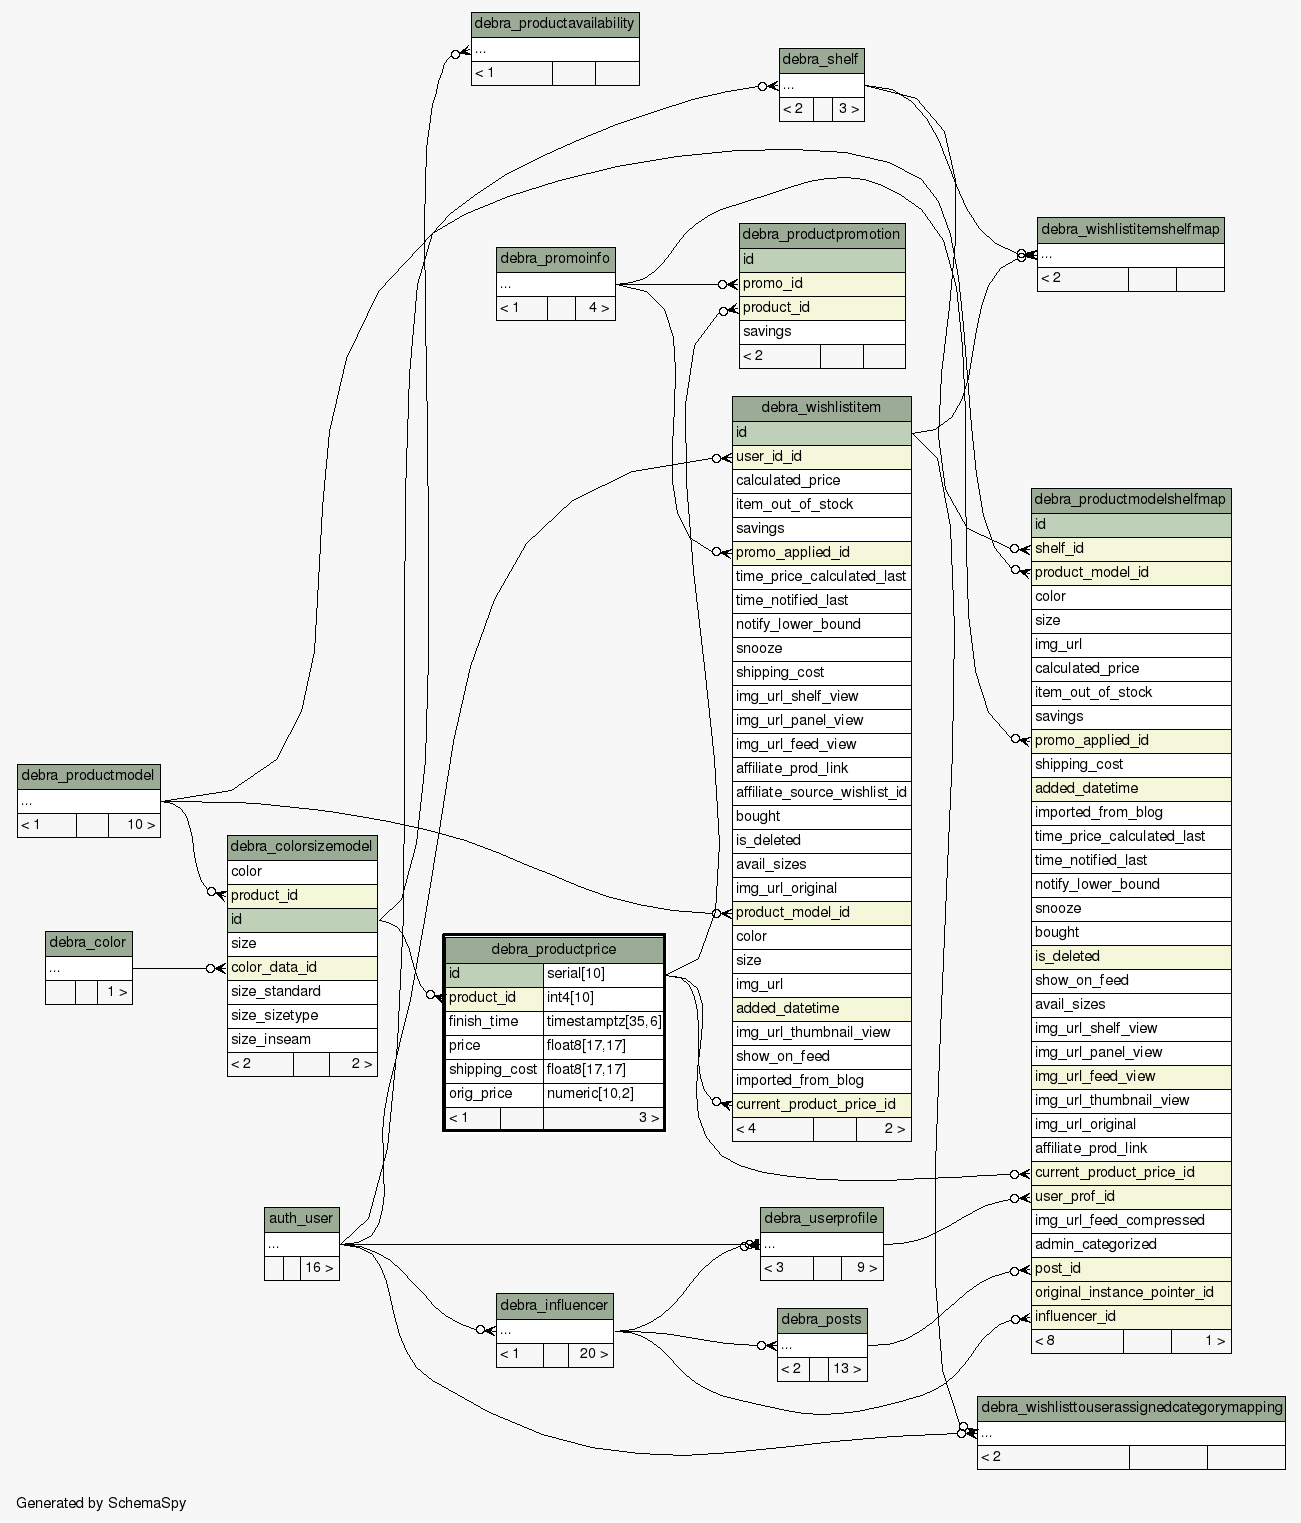 debra_productavailability
...
< 1
debra_shelf
...
< 2 3 >
debra_wishlistitemshelfmap
...
< 2
debra_promoinfo
...
< 1 4 >
debra_productpromotion
id
promo_id
product_id
savings
< 2
debra_wishlistitem
id
user_id_id
calculated_price
item_out_of_stock
savings
promo_applied_id
time_price_calculated_last
time_notified_last
notify_lower_bound
snooze
shipping_cost
img_url_shelf_view
img_url_panel_view
img_url_feed_view
affiliate_prod_link
affiliate_source_wishlist_id
bought
is_deleted
avail_sizes
img_url_original
product_model_id
color
size
img_url
added_datetime
img_url_thumbnail_view
show_on_feed
imported_from_blog
current_product_price_id
< 4 2 >
debra_productmodelshelfmap
id
shelf_id
product_model_id
color
size
img_url
calculated_price
item_out_of_stock
savings
promo_applied_id
shipping_cost
added_datetime
imported_from_blog
time_price_calculated_last
time_notified_last
notify_lower_bound
snooze
bought
is_deleted
show_on_feed
avail_sizes
img_url_shelf_view
img_url_panel_view
img_url_feed_view
img_url_thumbnail_view
img_url_original
affiliate_prod_link
current_product_price_id
user_prof_id
img_url_feed_compressed
admin_categorized
post_id
original_instance_pointer_id
influencer_id
< 8 1 >
debra_productmodel
...
< 1 10 >
debra_colorsizemodel
color
product_id
id
size
color_data_id
size_standard
size_sizetype
size_inseam
< 2 2 >
debra_color
...
1 >
debra_productprice
id serial[10]
product_id int4[10]
finish_time timestamptz[35,6]
price float8[17,17]
shipping_cost float8[17,17]
orig_price numeric[10,2]
< 1 3 >
auth_user
...
16 >
debra_userprofile
...
< 3 9 >
debra_influencer
...
< 1 20 >
debra_posts
...
< 2 13 >
debra_wishlisttouserassignedcategorymapping
...
< 2
Generated by SchemaSpy